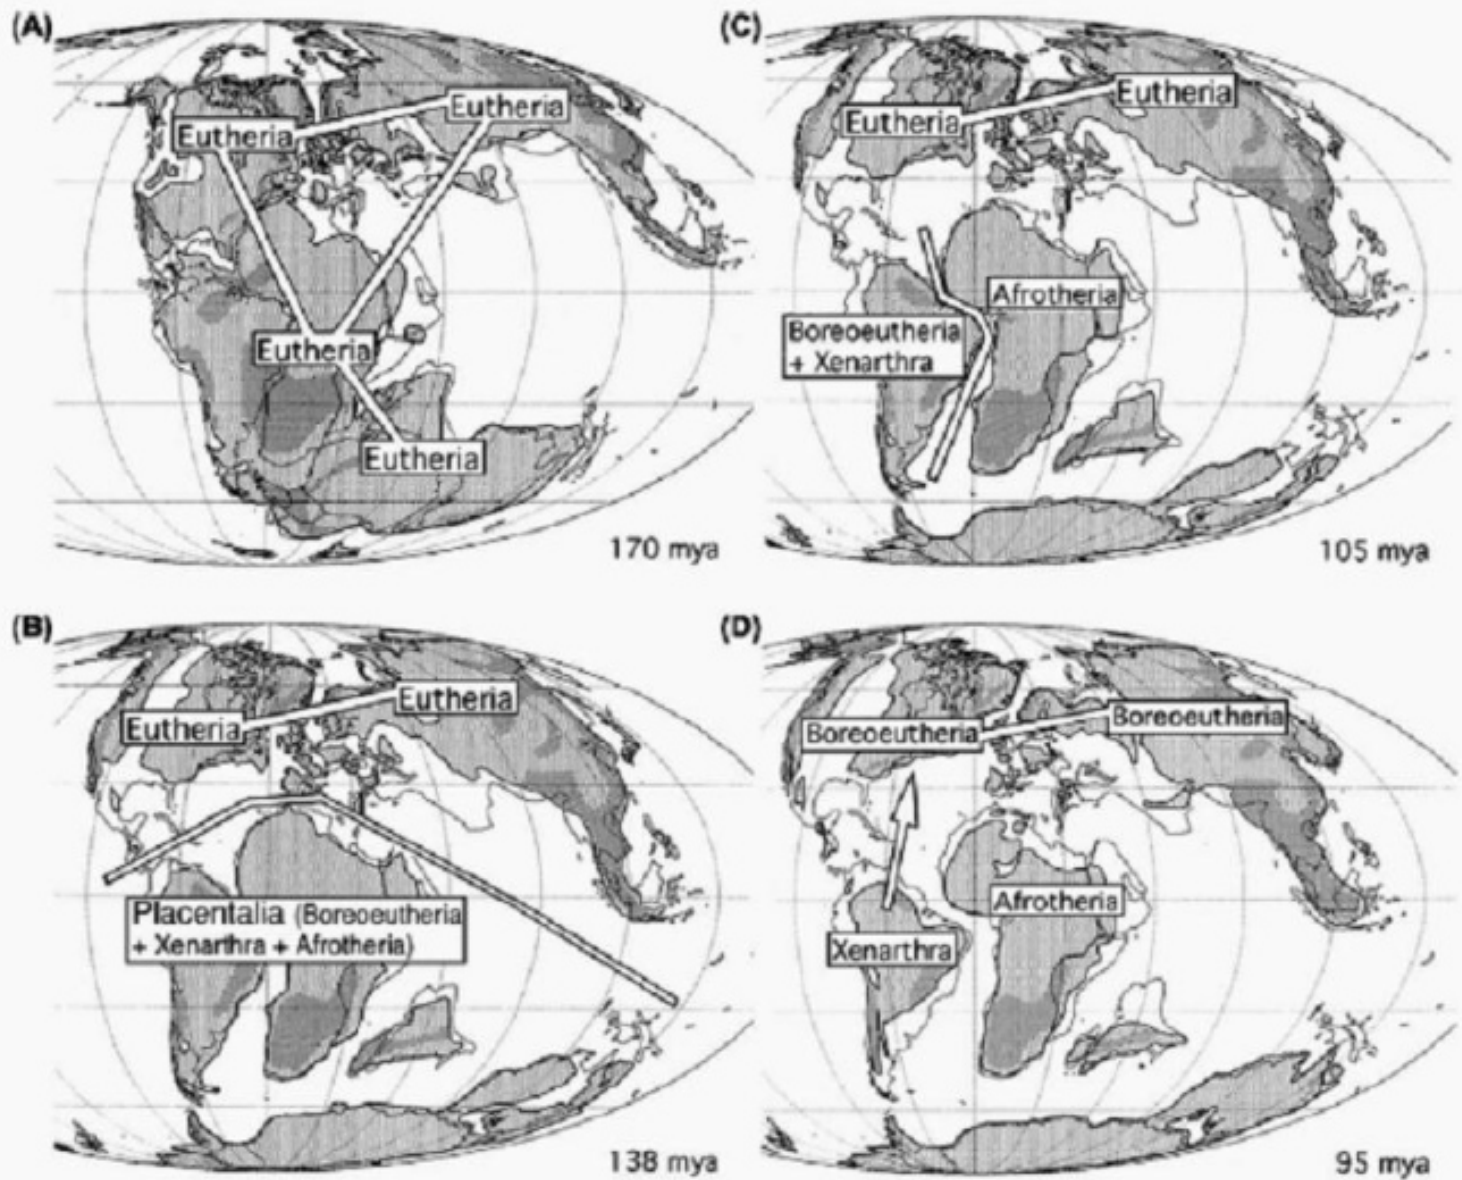 (A)
Eutheria
Eutheria
Eutheria
Eutheria
170 mya
(B)
Eutheria
Eutheria
Placentalia (Boreoeutheria
+ Xenarthra + Afrotheria)
138 mya
(C)
Eutheria
Eutheria
Afrotheria
Boreoeutheria
+ Xenarthra
105 mya
(D)
Boreoeutheria
Boreoeutheria
Afrotheria
Xenarthra
95 mya